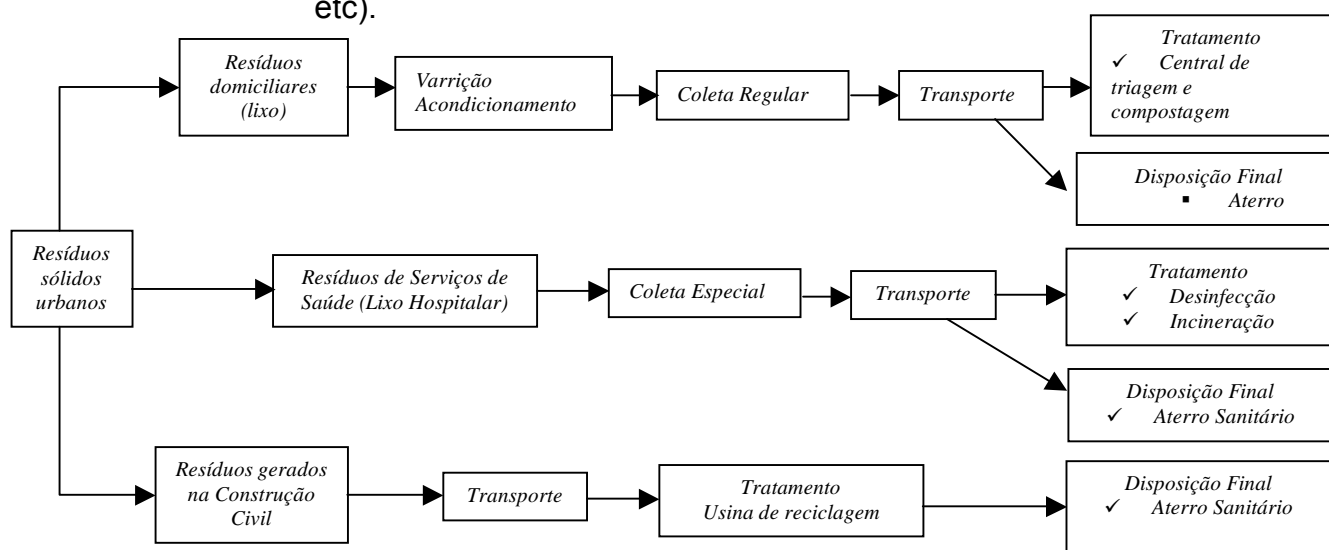 etc).
Resíduos
domiciliares
(lixo)
Varrição
Acondicionamento
Coleta Regular
Transporte
Tratamento
✓ Central de
triagem e
compostagem
Disposição Final
▪ Aterro
Resíduos
sólidos
urbanos
Resíduos de Serviços de
Saúde (Lixo Hospitalar)
Coleta Especial
Transporte
Tratamento
✓ Desinfecção
✓ Incineração
Disposição Final
✓ Aterro Sanitário
Resíduos gerados
na Construção
Civil
Transporte
Tratamento
Usina de reciclagem
Disposição Final
✓ Aterro Sanitário